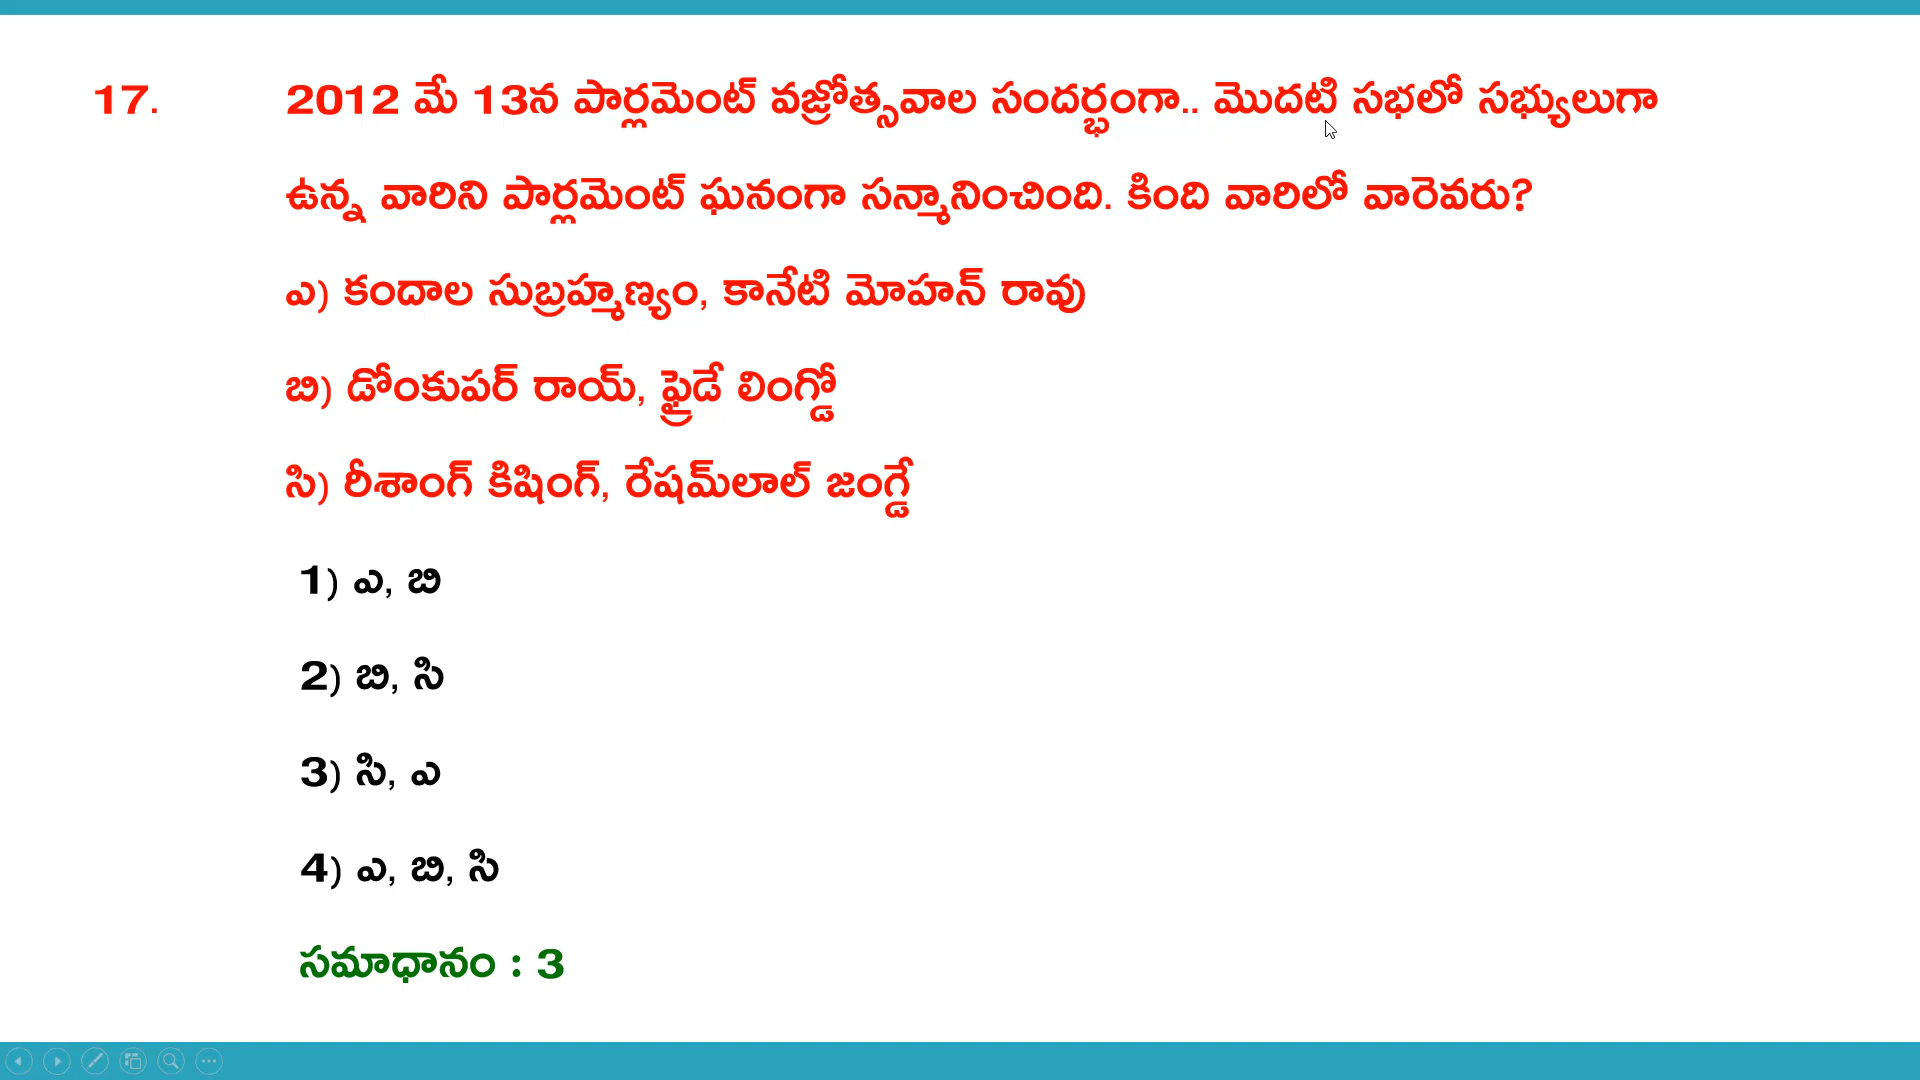 17. 2012 మే 13న పార్లమెంట్ వజ్రోత్సవాల సందర్భంగా.. మొదటి సభలో సభ్యులుగా
ఉన్న వారిని పార్లమెంట్ ఘనంగా సన్మానించింది. కింది వారిలో వారెవరు?
ఎ) కందాల సుబ్రహ్మణ్యం, కానేటి మోహన్ రావు
బి) డోంకుపర్ రాయ్, ఫ్రైడే లింగ్డో
సి) రీశాంగ్ కిషింగ్, రేషమ్‌లాల్ జంగ్డే
1) ఎ, బి
2) బి, సి
3) సి, ఎ
4) ఎ, బి, సి
సమాధానం : 3